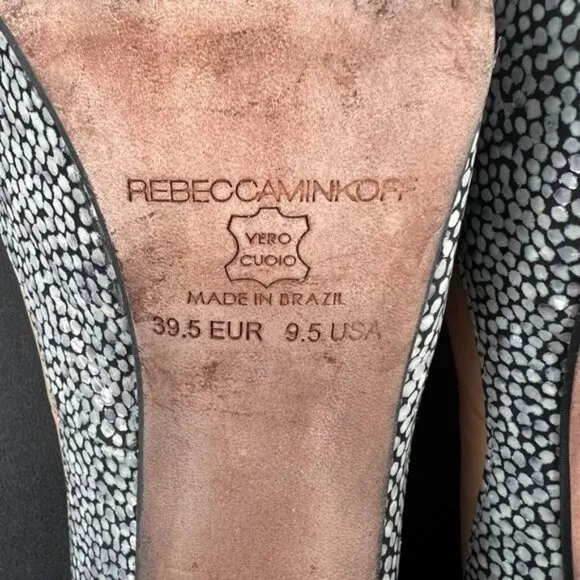 REBECCAMINKOFF
VERO
CUOIO
MADE IN BRAZIL
39.5 EUR 9.5 USA